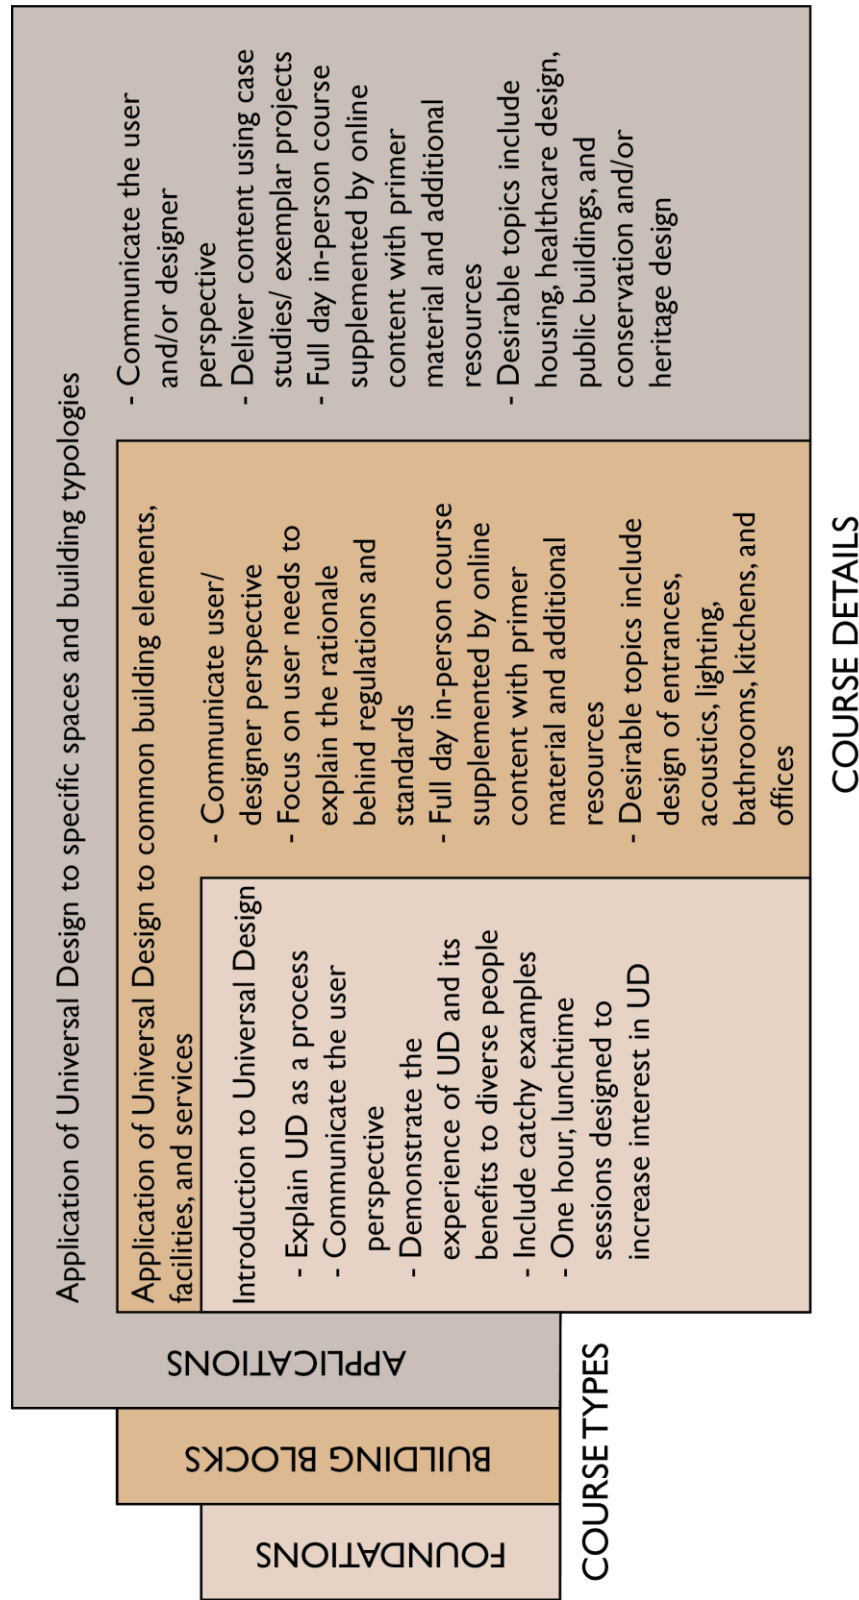 Application of Universal Design to specific spaces and building typologies
- Communicate the user
and/or designer
perspective
- Deliver content using case
studies/ exemplar projects
- Full day in-person course
supplemented by online
content with primer
material and additional
resources
- Desirable topics include
housing, healthcare design,
public buildings, and
conservation and/or
heritage design
Application of Universal Design to common building elements,
facilities, and services
- Communicate user/
designer perspective
- Focus on user needs to
explain the rationale
behind regulations and
standards
- Full day in-person course
supplemented by online
content with primer
material and additional
resources
- Desirable topics include
design of entrances,
acoustics, lighting,
bathrooms, kitchens, and
offices
Introduction to Universal Design
- Explain UD as a process
- Communicate the user
perspective
- Demonstrate the
experience of UD and its
benefits to diverse people
- Include catchy examples
- One hour, lunchtime
sessions designed to
increase interest in UD
APPLICATIONS
BUILDING BLOCKS
FOUNDATIONS
COURSE TYPES
COURSE DETAILS